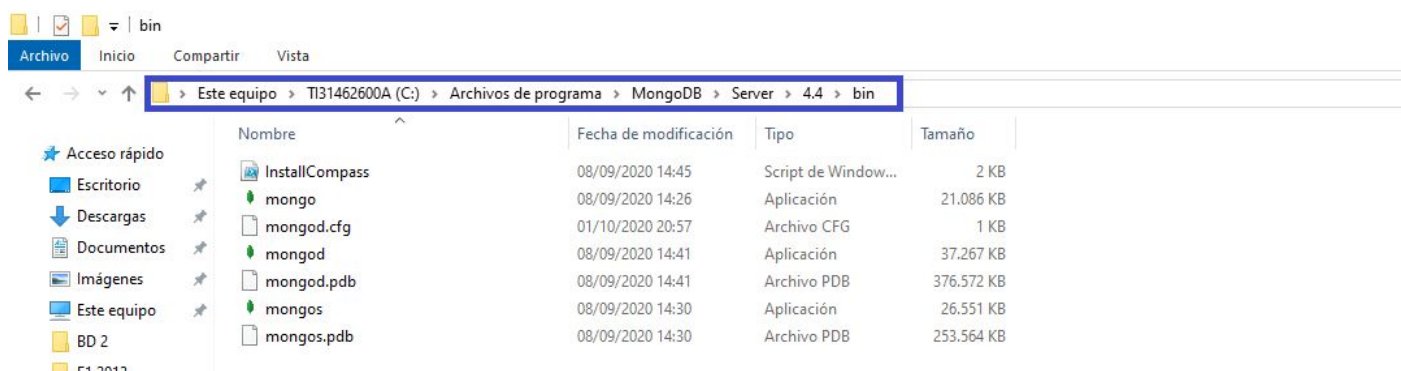 bin
Archivo Inicio Compartir Vista
Este equipo > TI31462600A (C:) > Archivos de programa > MongoDB > Server > 4.4 > bin
Nombre Fecha de modificación Tipo Tamaño
Acceso rápido
Escritorio
Descargas
Documentos
Imágenes
Este equipo
BD 2
InstallCompass 08/09/2020 14:45 Script de Window... 2 KB
mongo 08/09/2020 14:26 Aplicación 21.086 KB
mongod.cfg 01/10/2020 20:57 Archivo CFG 1 KB
mongod 08/09/2020 14:41 Aplicación 37.267 KB
mongod.pdb 08/09/2020 14:41 Archivo PDB 376.572 KB
mongos 08/09/2020 14:30 Aplicación 26.551 KB
mongos.pdb 08/09/2020 14:30 Archivo PDB 253.564 KB